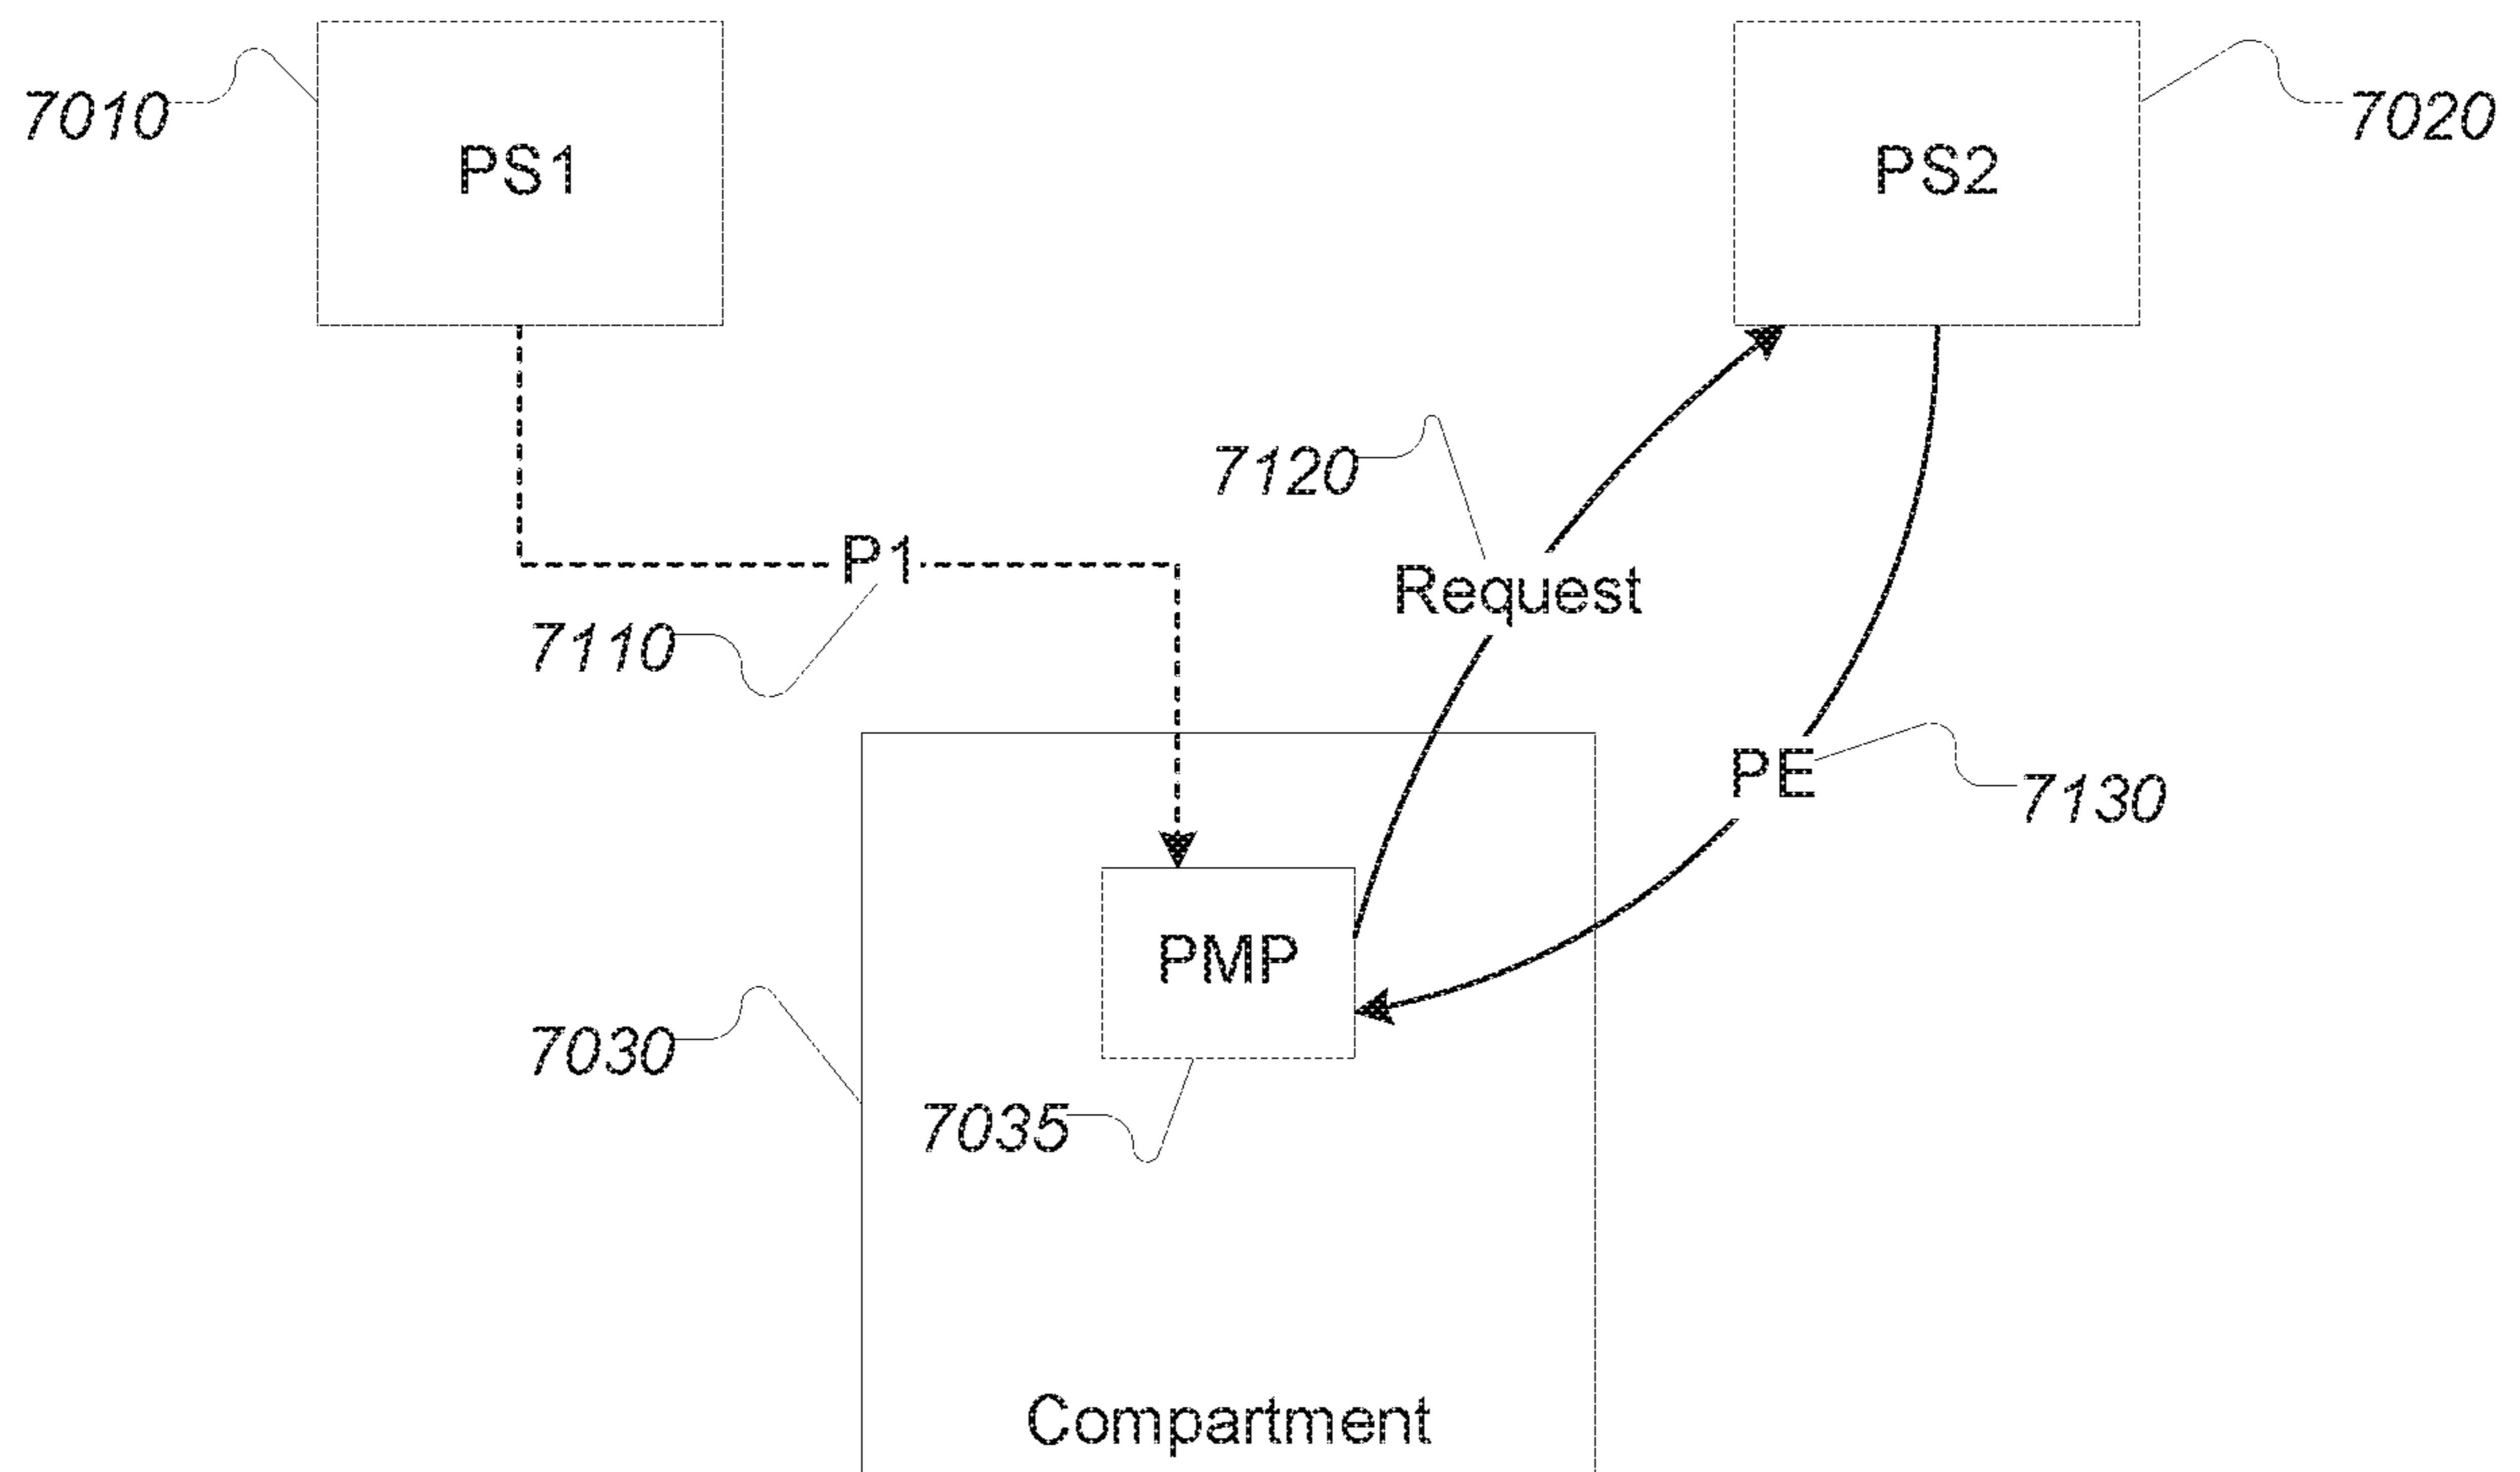 7010
PS1
PS2
7020
7120
P1
Request
7110
PE
7130
PMP
7030
7035
Compartment